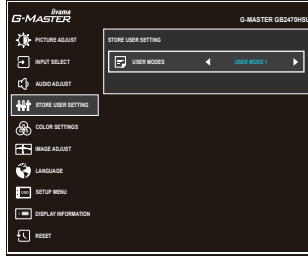 iiyama
G-MASTER
G-MASTER GB2470HSU
PICTURE ADJUST
STORE USER SETTING
INPUT SELECT
USER MODES
USER MODE 1
AUDIO ADJUST
STORE USER SETTING
COLOR SETTINGS
IMAGE ADJUST
LANGUAGE
OSD
SETUP MENU
DISPLAY INFORMATION
RESET